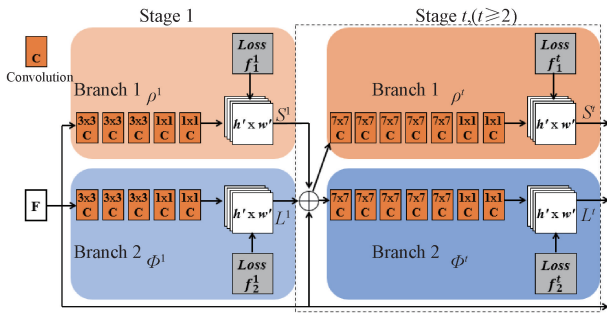 Stage 1
Stage t,(t≥2)
C
Convolution
Loss
f₁¹
Branch 1 ρ¹
3x3 C 3x3 C 3x3 C 1x1 C 1x1 C
h' x w'
S¹
Loss
f₁ᵗ
Branch 1 ρᵗ
7x7 C 7x7 C 7x7 C 7x7 C 7x7 C 1x1 C 1x1 C
h' x w'
Sᵗ
F
3x3 C 3x3 C 3x3 C 1x1 C 1x1 C
h' x w'
L¹
Branch 2 Φ¹
Loss
f₂¹
7x7 C 7x7 C 7x7 C 7x7 C 7x7 C 1x1 C 1x1 C
h' x w'
Lᵗ
Branch 2 Φᵗ
Loss
f₂ᵗ